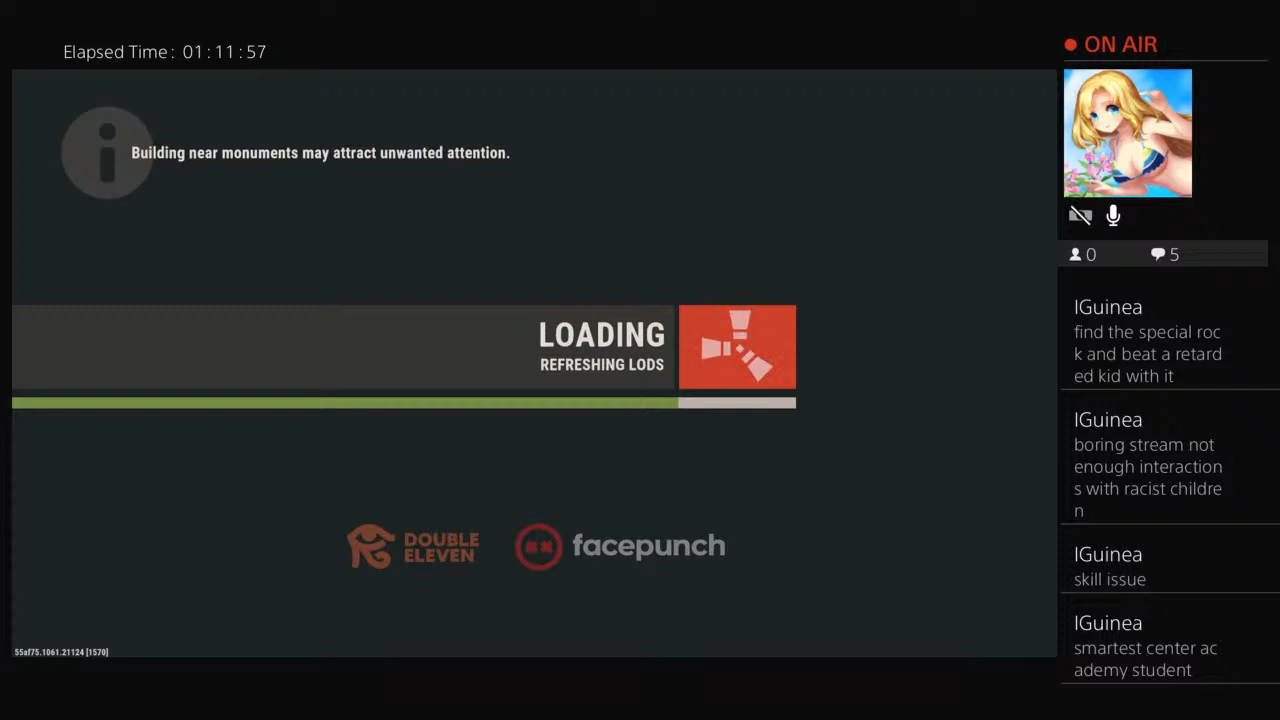 Elapsed Time: 01:11:57
ON AIR
Building near monuments may attract unwanted attention.
LOADING
REFRESHING LODS
DOUBLE
ELEVEN
facepunch
55af75.1061.21124 [1570]
0
5
IGuinea
find the special roc
k and beat a retard
ed kid with it
IGuinea
boring stream not
enough interaction
s with racist childre
n
IGuinea
skill issue
IGuinea
smartest center ac
ademy student